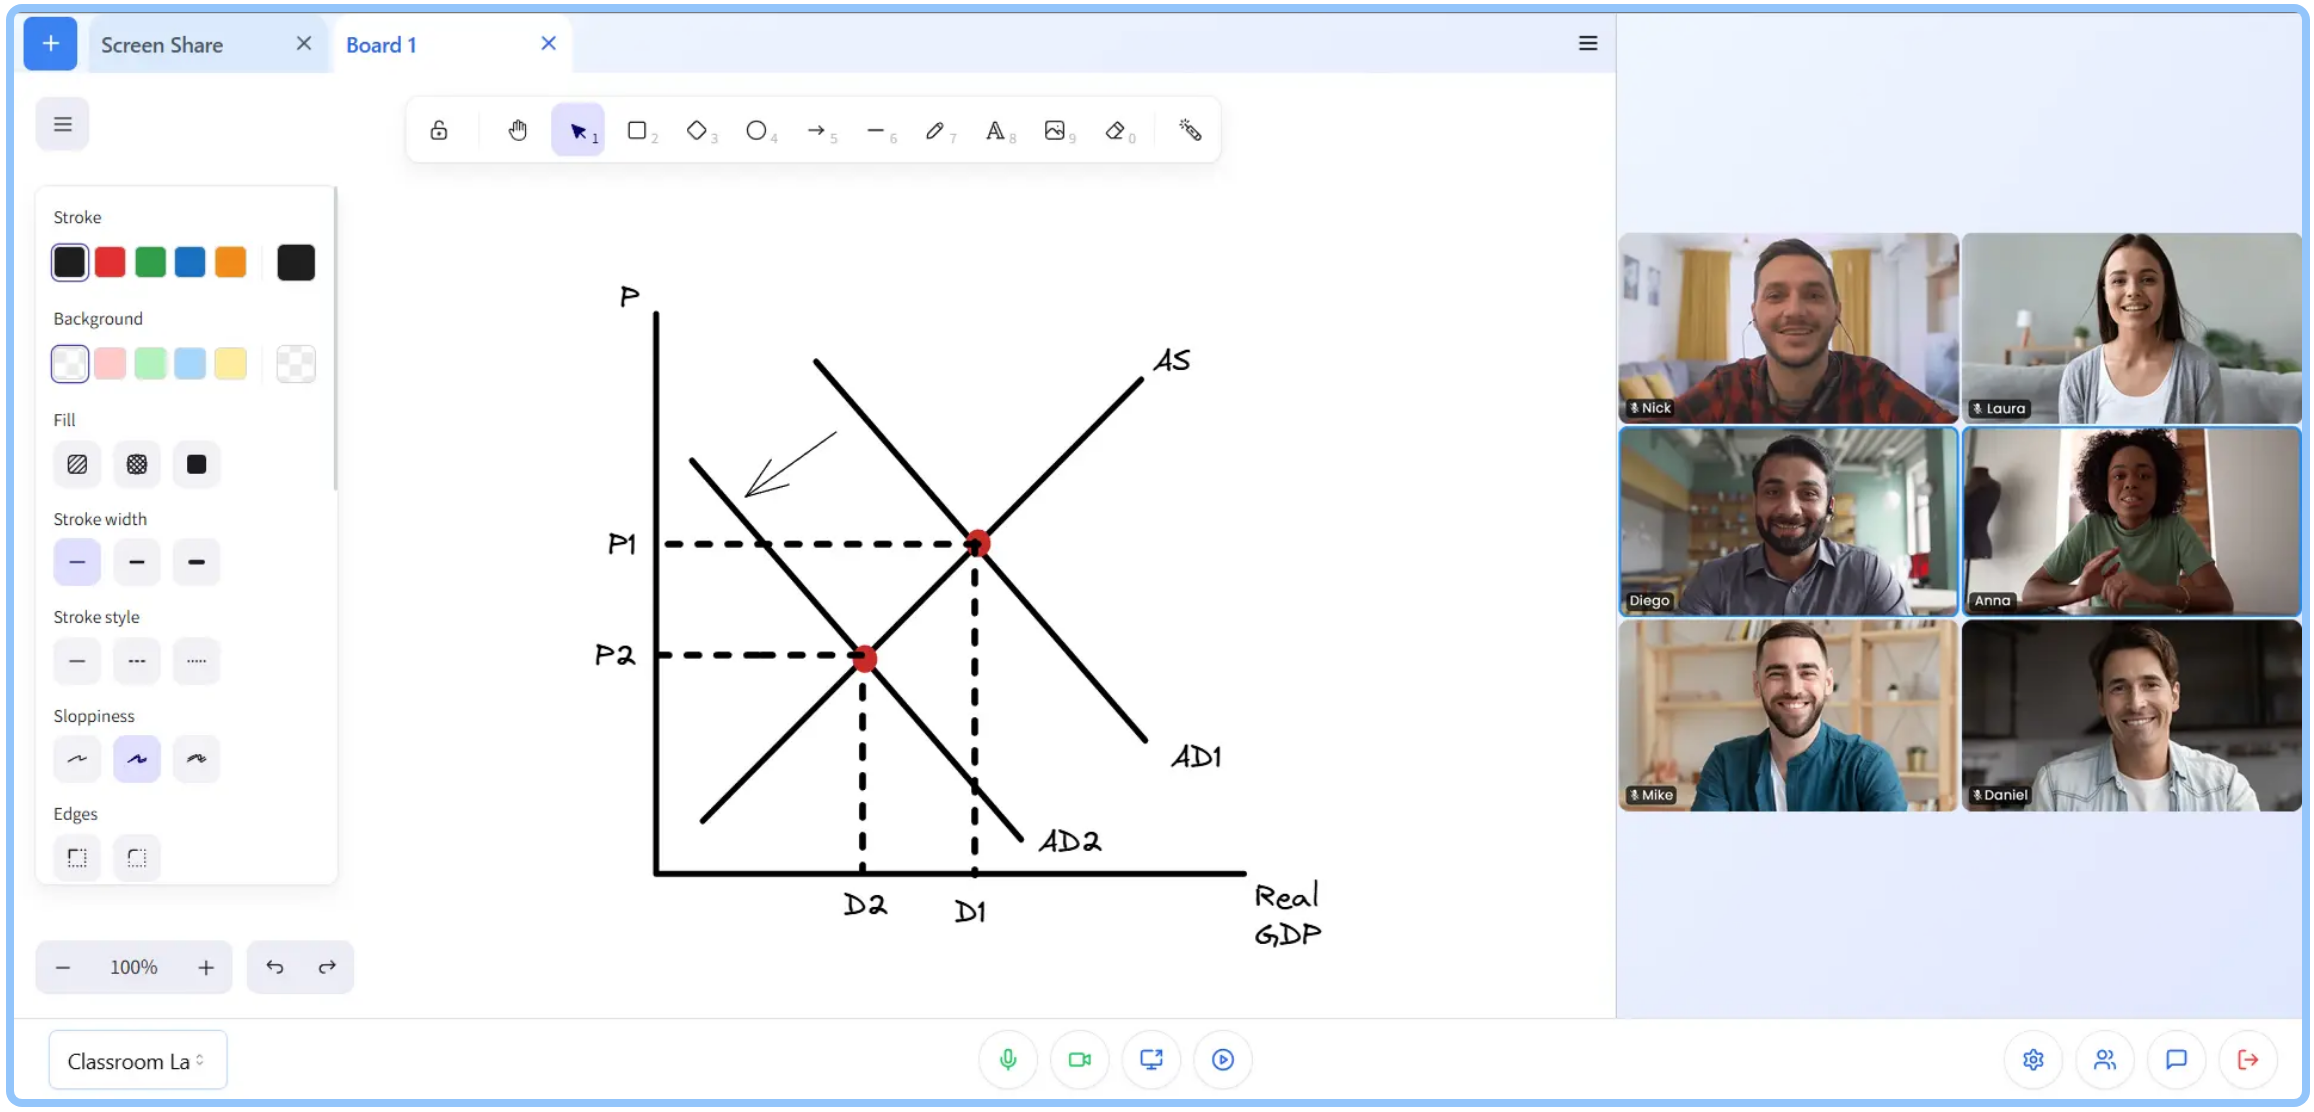 Screen Share
Board 1
1
2
3
4
5
6
7
8
9
0
Stroke
Background
Fill
Stroke width
Stroke style
Sloppiness
Edges
100%
P
AS
P1
P2
AD1
AD2
D2
D1
Real
GDP
Nick
Laura
Diego
Anna
Mike
Daniel
Classroom La